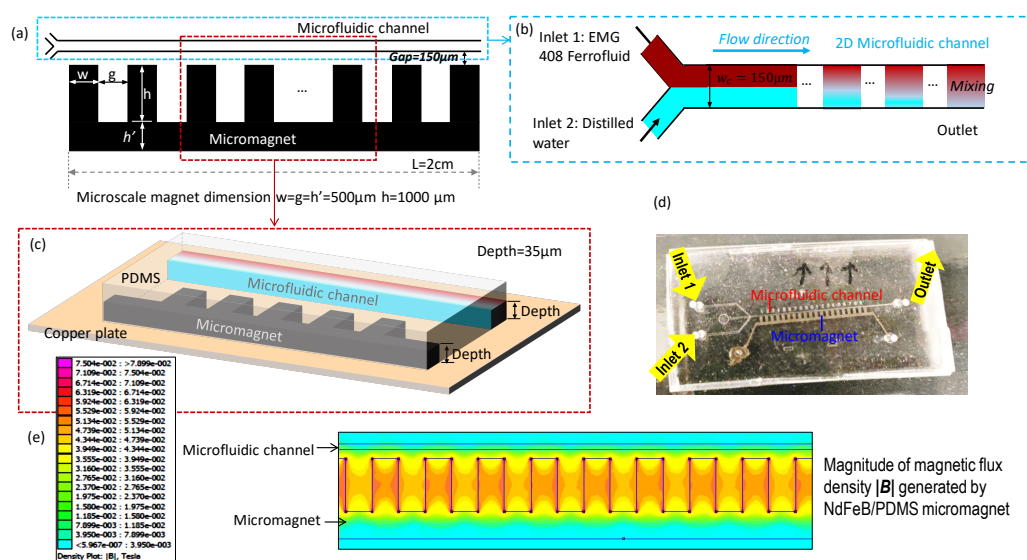 (a)
Microfluidic channel
Gap=150μm
w
g
h
...
h'
Micromagnet
L=2cm
Microscale magnet dimension w=g=h'=500μm h=1000 μm
(b)
Inlet 1: EMG
408 Ferrofluid
Flow direction
2D Microfluidic channel
w_c = 150μm
... ... ...
Mixing
Inlet 2: Distilled
water
Outlet
(c)
Depth=35μm
PDMS
Microfluidic channel
Depth
Micromagnet
Depth
Copper plate
(d)
Inlet 1
Outlet
Microfluidic channel
Micromagnet
Inlet 2
(e)
7.504e-002 : >7.899e-002
7.109e-002 : 7.504e-002
6.714e-002 : 7.109e-002
6.319e-002 : 6.714e-002
5.924e-002 : 6.319e-002
5.529e-002 : 5.924e-002
5.134e-002 : 5.529e-002
4.739e-002 : 5.134e-002
4.344e-002 : 4.739e-002
3.949e-002 : 4.344e-002
3.555e-002 : 3.949e-002
3.160e-002 : 3.555e-002
2.765e-002 : 3.160e-002
2.370e-002 : 2.765e-002
1.975e-002 : 2.370e-002
1.580e-002 : 1.975e-002
1.185e-002 : 1.580e-002
7.899e-003 : 1.185e-002
3.950e-003 : 7.899e-003
<5.967e-007 : 3.950e-003
Density Plot: |B|, Tesla
Microfluidic channel
Micromagnet
Magnitude of magnetic flux
density |B| generated by
NdFeB/PDMS micromagnet